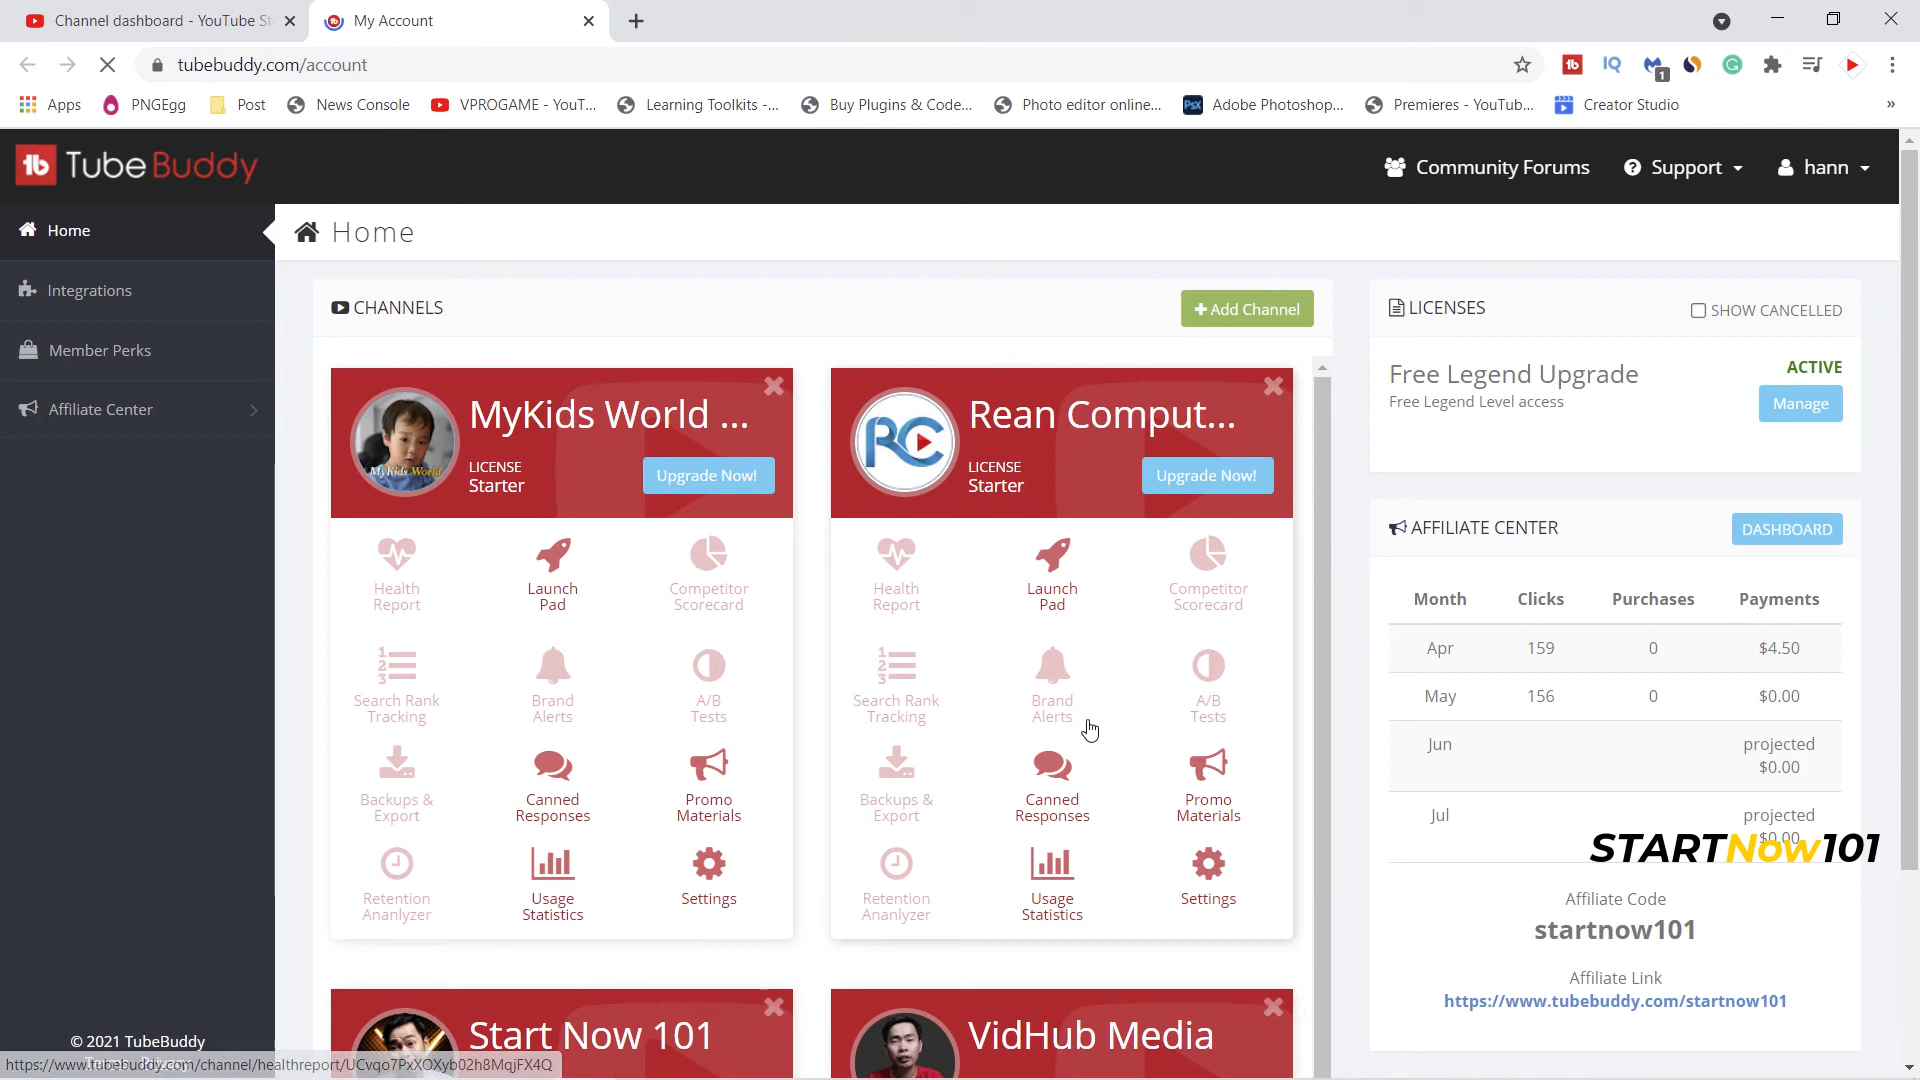 Channel dashboard - YouTube St
My Account
tubebuddy.com/account
1
Apps
PNGEgg
Post
News Console
VPROGAME - YouT...
Learning Toolkits -...
Buy Plugins & Code...
Photo editor online...
Adobe Photoshop...
Premieres - YouTub...
Creator Studio
»
TubeBuddy
Community Forums
Support
hann
Home
Integrations
Member Perks
Affiliate Center
Home
CHANNELS
Add Channel
MyKids World ...
LICENSE
Starter
Upgrade Now!
MyKids World
Health
Report
Launch
Pad
Competitor
Scorecard
Search Rank
Tracking
Brand
Alerts
A/B
Tests
Backups &
Export
Canned
Responses
Promo
Materials
Retention
Ananlyzer
Usage
Statistics
Settings
Rean Comput...
LICENSE
Starter
Upgrade Now!
RC
Health
Report
Launch
Pad
Competitor
Scorecard
Search Rank
Tracking
Brand
Alerts
A/B
Tests
Backups &
Export
Canned
Responses
Promo
Materials
Retention
Ananlyzer
Usage
Statistics
Settings
Start Now 101
VidHub Media
LICENSES
SHOW CANCELLED
Free Legend Upgrade
ACTIVE
Free Legend Level access
Manage
AFFILIATE CENTER
DASHBOARD
Month Clicks Purchases Payments
Apr 159 0 $4.50
May 156 0 $0.00
Jun projected
$0.00
Jul projected
$0.00
STARTNow101
Affiliate Code
startnow101
Affiliate Link
https://www.tubebuddy.com/startnow101
© 2021 TubeBuddy
Terms Privacy
https://www.tubebuddy.com/channel/healthreport/UCvqo7PxXOXyb02h8MqjFX4Q